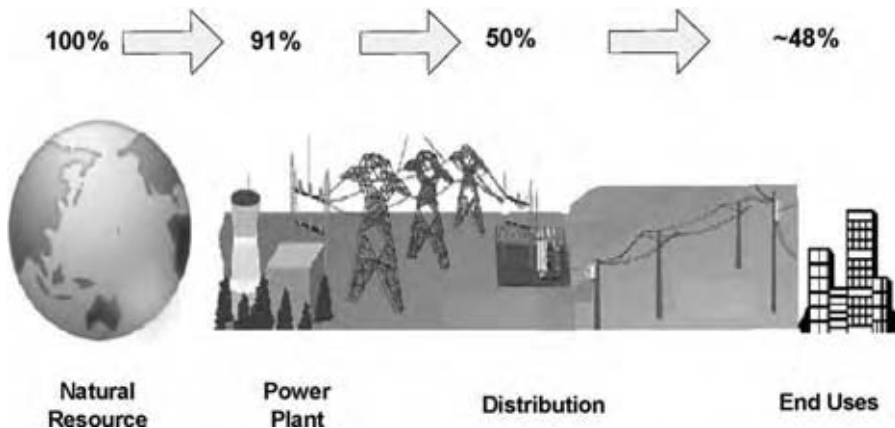 100% 91% 50% ~48%
Natural
Resource
Power
Plant
Distribution
End Uses